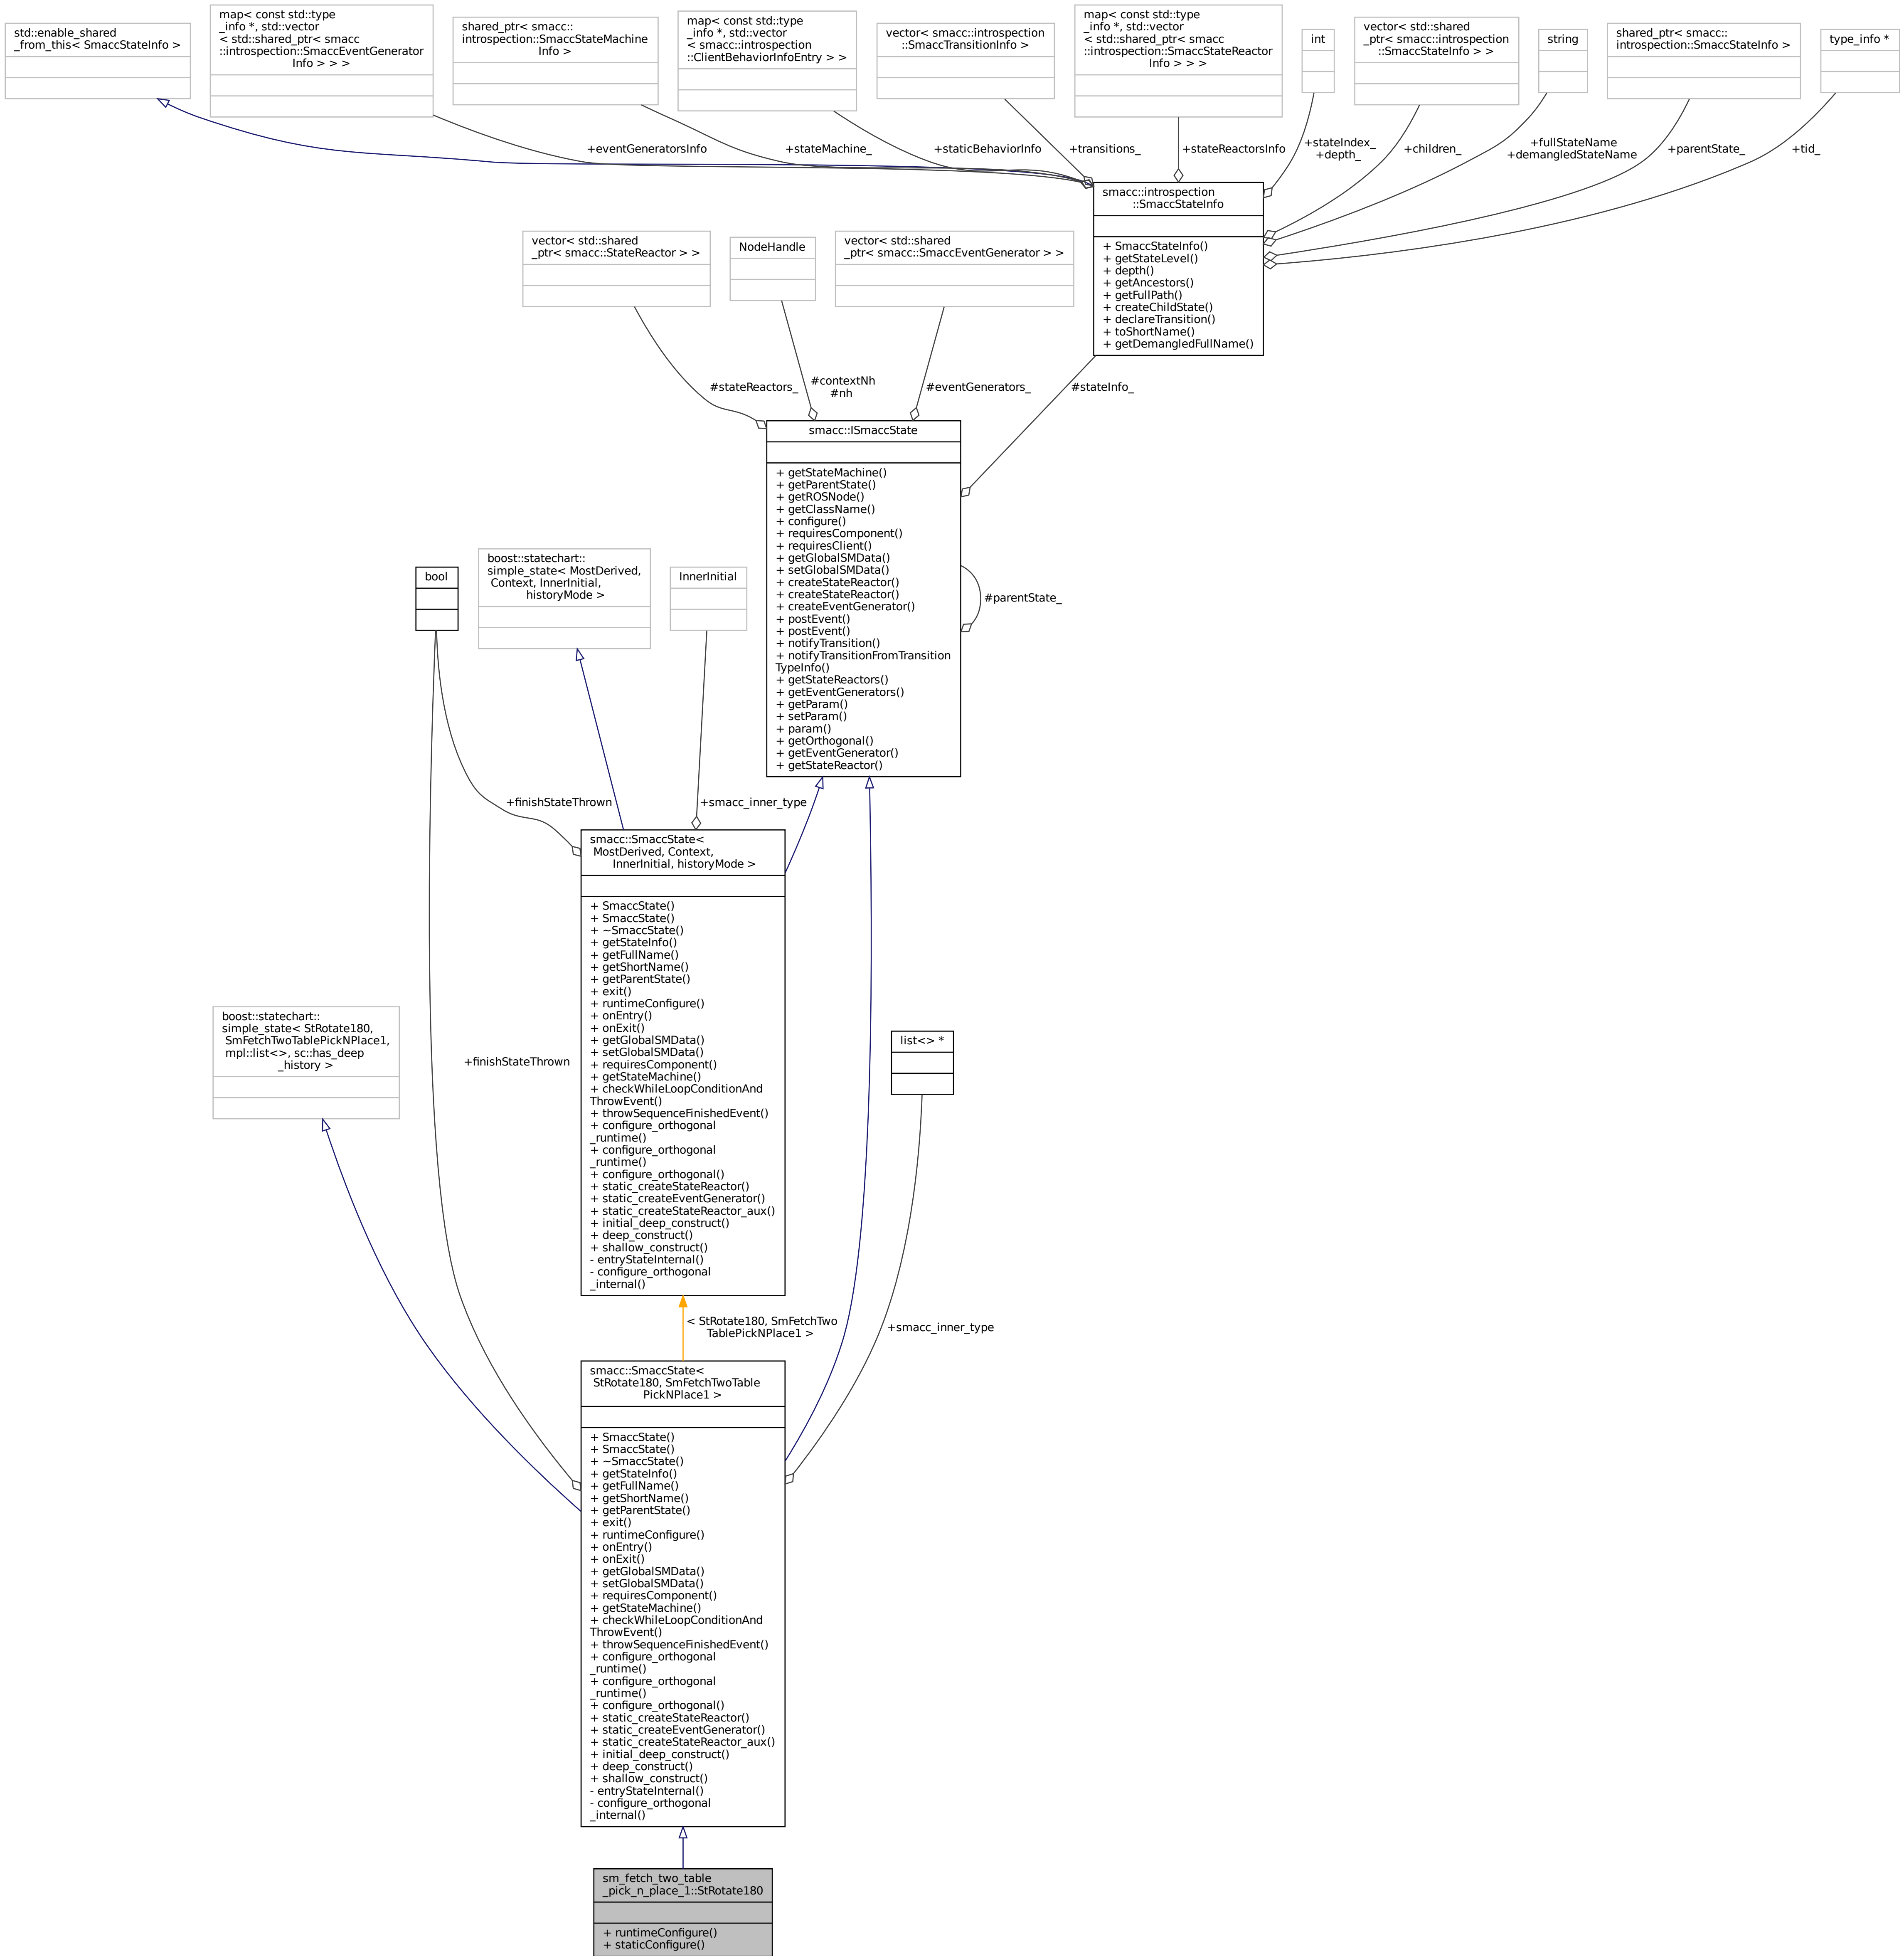 std::enable_shared
_from_this< SmaccStateInfo >
map< const std::type
_info *, std::vector
< std::shared_ptr< smacc
::introspection::SmaccEventGenerator
Info > > >
shared_ptr< smacc::
introspection::SmaccStateMachine
Info >
map< const std::type
_info *, std::vector
< smacc::introspection
::ClientBehaviorInfoEntry > >
vector< smacc::introspection
::SmaccTransitionInfo >
map< const std::type
_info *, std::vector
< std::shared_ptr< smacc
::introspection::SmaccStateReactor
Info > > >
int
vector< std::shared
_ptr< smacc::introspection
::SmaccStateInfo > >
string
shared_ptr< smacc::
introspection::SmaccStateInfo >
type_info *
+eventGeneratorsInfo
+stateMachine_
+staticBehaviorInfo
+transitions_
+stateReactorsInfo
+stateIndex_
+depth_
+children_
+fullStateName
+demangledStateName
+parentState_
+tid_
smacc::introspection
::SmaccStateInfo
+ SmaccStateInfo()
+ getStateLevel()
+ depth()
+ getAncestors()
+ getFullPath()
+ createChildState()
+ declareTransition()
+ toShortName()
+ getDemangledFullName()
vector< std::shared
_ptr< smacc::StateReactor > >
NodeHandle
vector< std::shared
_ptr< smacc::SmaccEventGenerator > >
#stateReactors_
#contextNh
#nh
#eventGenerators_
#stateInfo_
smacc::ISmaccState
+ getStateMachine()
+ getParentState()
+ getROSNode()
+ getClassName()
+ configure()
+ requiresComponent()
+ requiresClient()
+ getGlobalSMData()
+ setGlobalSMData()
+ createStateReactor()
+ createStateReactor()
+ createEventGenerator()
+ postEvent()
+ postEvent()
+ notifyTransition()
+ notifyTransitionFromTransition
TypeInfo()
+ getStateReactors()
+ getEventGenerators()
+ getParam()
+ setParam()
+ param()
+ getOrthogonal()
+ getEventGenerator()
+ getStateReactor()
#parentState_
bool
boost::statechart::
simple_state< MostDerived,
Context, InnerInitial,
historyMode >
InnerInitial
+finishStateThrown
+smacc_inner_type
smacc::SmaccState<
MostDerived, Context,
InnerInitial, historyMode >
+ SmaccState()
+ SmaccState()
+ ~SmaccState()
+ getStateInfo()
+ getFullName()
+ getShortName()
+ getParentState()
+ exit()
+ runtimeConfigure()
+ onEntry()
+ onExit()
+ getGlobalSMData()
+ setGlobalSMData()
+ requiresComponent()
+ getStateMachine()
+ checkWhileLoopConditionAnd
ThrowEvent()
+ throwSequenceFinishedEvent()
+ configure_orthogonal
_runtime()
+ configure_orthogonal
_runtime()
+ configure_orthogonal()
+ static_createStateReactor()
+ static_createEventGenerator()
+ static_createStateReactor_aux()
+ initial_deep_construct()
+ deep_construct()
+ shallow_construct()
- entryStateInternal()
- configure_orthogonal
_internal()
boost::statechart::
simple_state< StRotate180,
SmFetchTwoTablePickNPlace1,
mpl::list<>, sc::has_deep
_history >
+finishStateThrown
list<> *
< StRotate180, SmFetchTwo
TablePickNPlace1 >
+smacc_inner_type
smacc::SmaccState<
StRotate180, SmFetchTwoTable
PickNPlace1 >
+ SmaccState()
+ SmaccState()
+ ~SmaccState()
+ getStateInfo()
+ getFullName()
+ getShortName()
+ getParentState()
+ exit()
+ runtimeConfigure()
+ onEntry()
+ onExit()
+ getGlobalSMData()
+ setGlobalSMData()
+ requiresComponent()
+ getStateMachine()
+ checkWhileLoopConditionAnd
ThrowEvent()
+ throwSequenceFinishedEvent()
+ configure_orthogonal
_runtime()
+ configure_orthogonal
_runtime()
+ configure_orthogonal()
+ static_createStateReactor()
+ static_createEventGenerator()
+ static_createStateReactor_aux()
+ initial_deep_construct()
+ deep_construct()
+ shallow_construct()
- entryStateInternal()
- configure_orthogonal
_internal()
sm_fetch_two_table
_pick_n_place_1::StRotate180
+ runtimeConfigure()
+ staticConfigure()